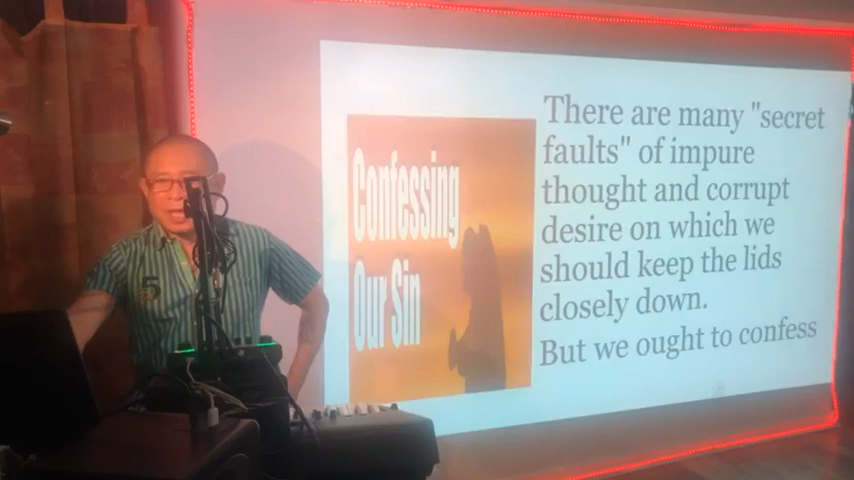 Confessing
Our Sin
There are many "secret
faults" of impure
thought and corrupt
desire on which we
should keep the lids
closely down.
But we ought to confess
5